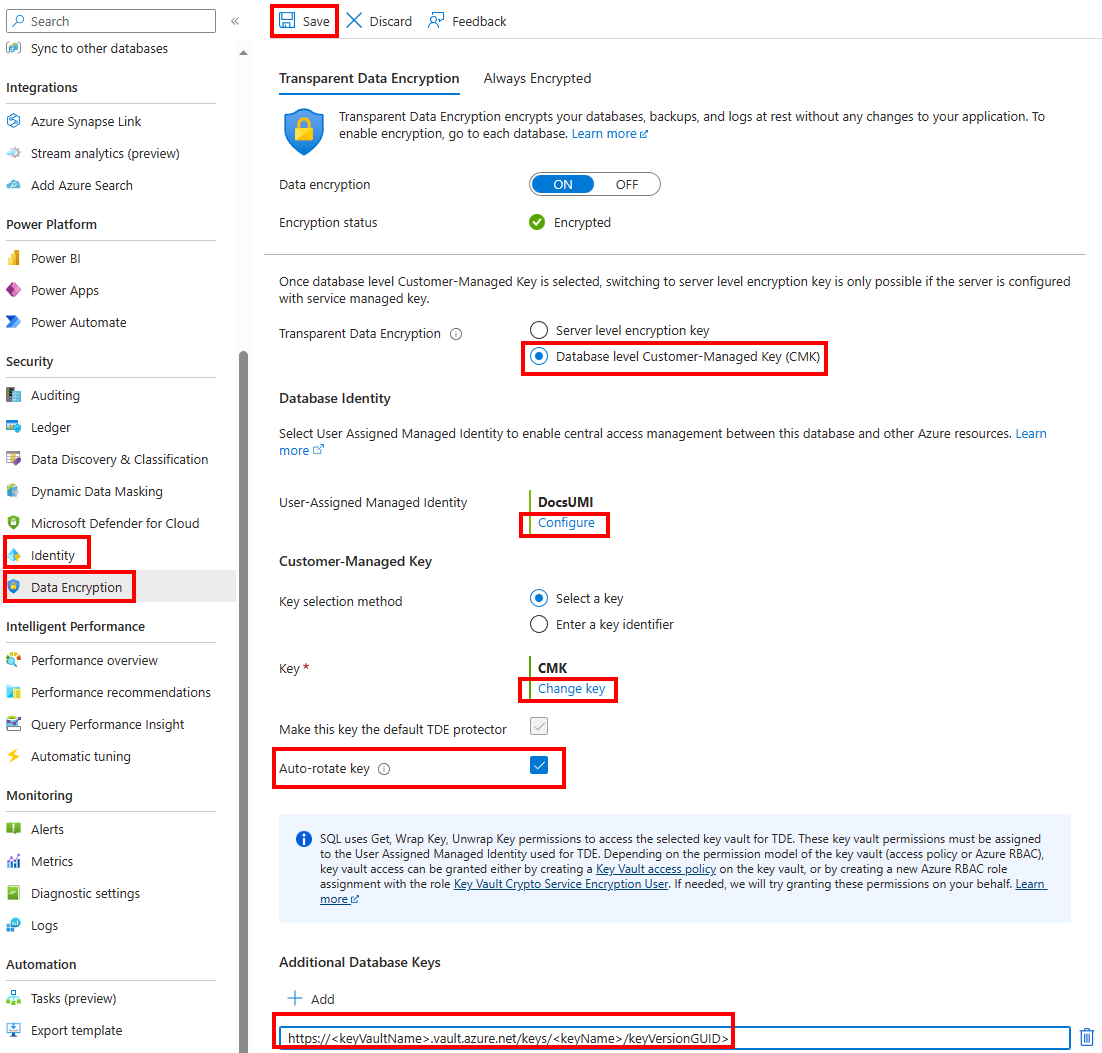 Search
«
Sync to other databases
Integrations
Azure Synapse Link
Stream analytics (preview)
Add Azure Search
Power Platform
Power BI
Power Apps
Power Automate
Security
Auditing
Ledger
Data Discovery & Classification
Dynamic Data Masking
Microsoft Defender for Cloud
Identity
Data Encryption
Intelligent Performance
Performance overview
Performance recommendations
Query Performance Insight
Automatic tuning
Monitoring
Alerts
Metrics
Diagnostic settings
Logs
Automation
Tasks (preview)
Export template
Save Discard Feedback
Transparent Data Encryption Always Encrypted
Transparent Data Encryption encrypts your databases, backups, and logs at rest without any changes to your application. To
enable encryption, go to each database. Learn more
Data encryption ON OFF
Encryption status Encrypted
Once database level Customer-Managed Key is selected, switching to server level encryption key is only possible if the server is configured
with service managed key.
Transparent Data Encryption
Server level encryption key
Database level Customer-Managed Key (CMK)
Database Identity
Select User Assigned Managed Identity to enable central access management between this database and other Azure resources. Learn
more
User-Assigned Managed Identity DocsUMI
Configure
Customer-Managed Key
Key selection method Select a key
Enter a key identifier
Key * CMK
Change key
Make this key the default TDE protector
Auto-rotate key
SQL uses Get, Wrap Key, Unwrap Key permissions to access the selected key vault for TDE. These key vault permissions must be assigned
to the User Assigned Managed Identity used for TDE. Depending on the permission model of the key vault (access policy or Azure RBAC),
key vault access can be granted either by creating a Key Vault access policy on the key vault, or by creating a new Azure RBAC role
assignment with the role Key Vault Crypto Service Encryption User. If needed, we will try granting these permissions on your behalf. Learn
more
Additional Database Keys
Add
https://<keyVaultName>.vault.azure.net/keys/<keyName>/keyVersionGUID>